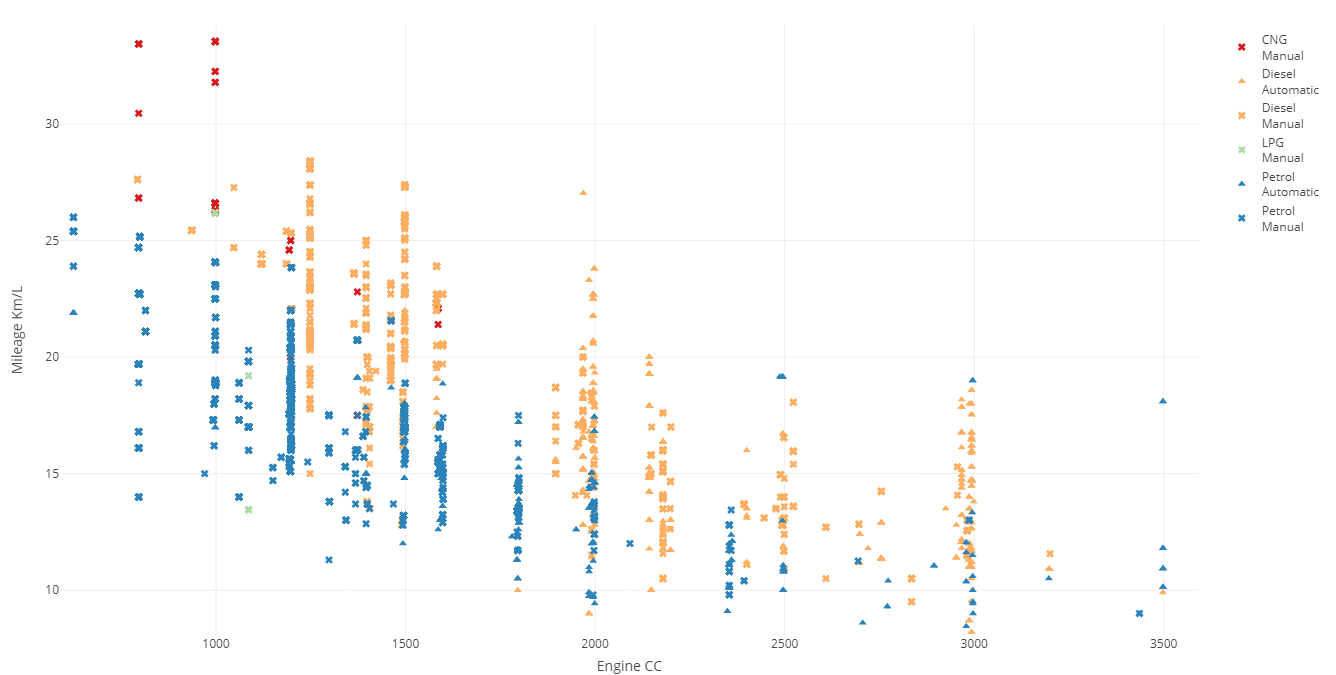 CNG
Manual
Diesel
Automatic
Diesel
Manual
LPG
Manual
Petrol
Automatic
Petrol
Manual
30
25
20
15
10
Mileage Km/L
1000
1500
2000
2500
3000
3500
Engine CC